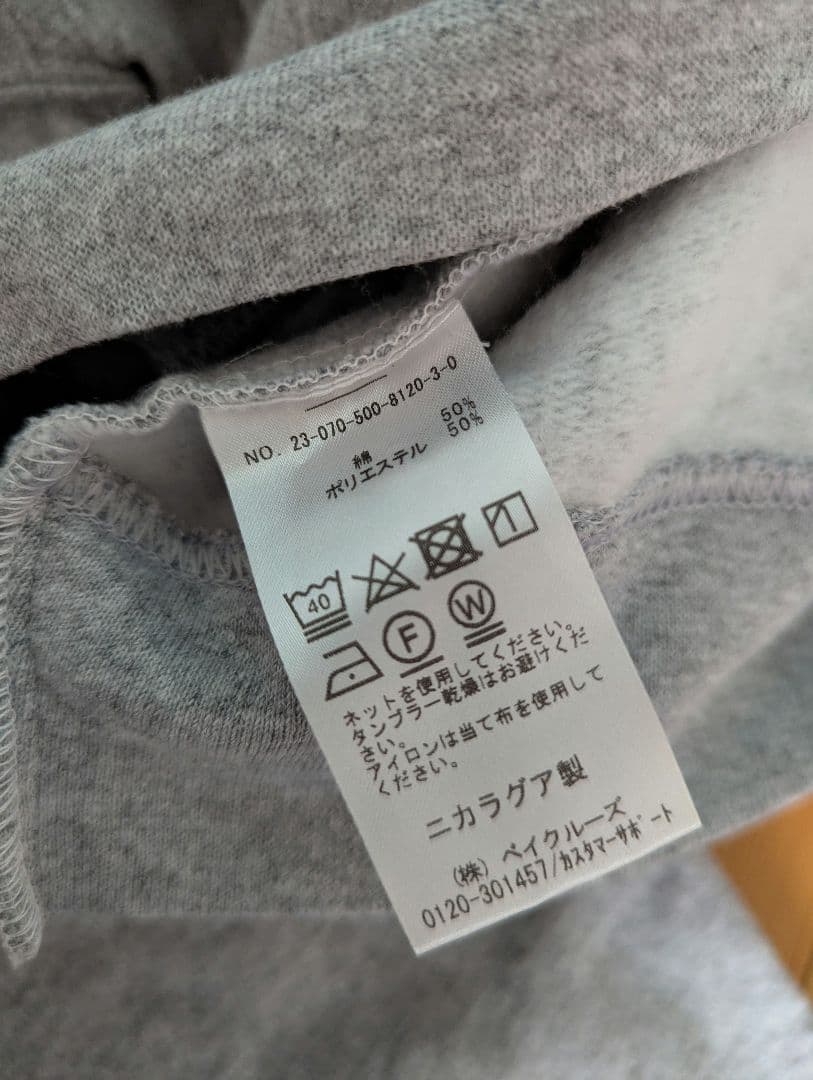 NO. 23-070-500-8120-3-0
綿 50%
ポリエステル 50%
40
F W
ネットを使用してください。
タンブラー乾燥はお避けくだ
さい。
アイロンは当て布を使用して
ください。
ニカラグア製
(株) ベイクルーズ
0120-301457/カスタマーサポート